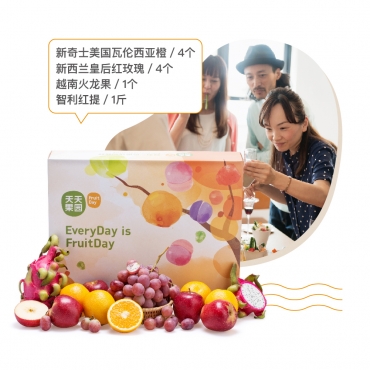 新奇士美国瓦伦西亚橙 / 4个
新西兰皇后红玫瑰 / 4个
越南火龙果 / 1个
智利红提 / 1斤
天天
果园
Fruit
Day
EveryDay is
FruitDay